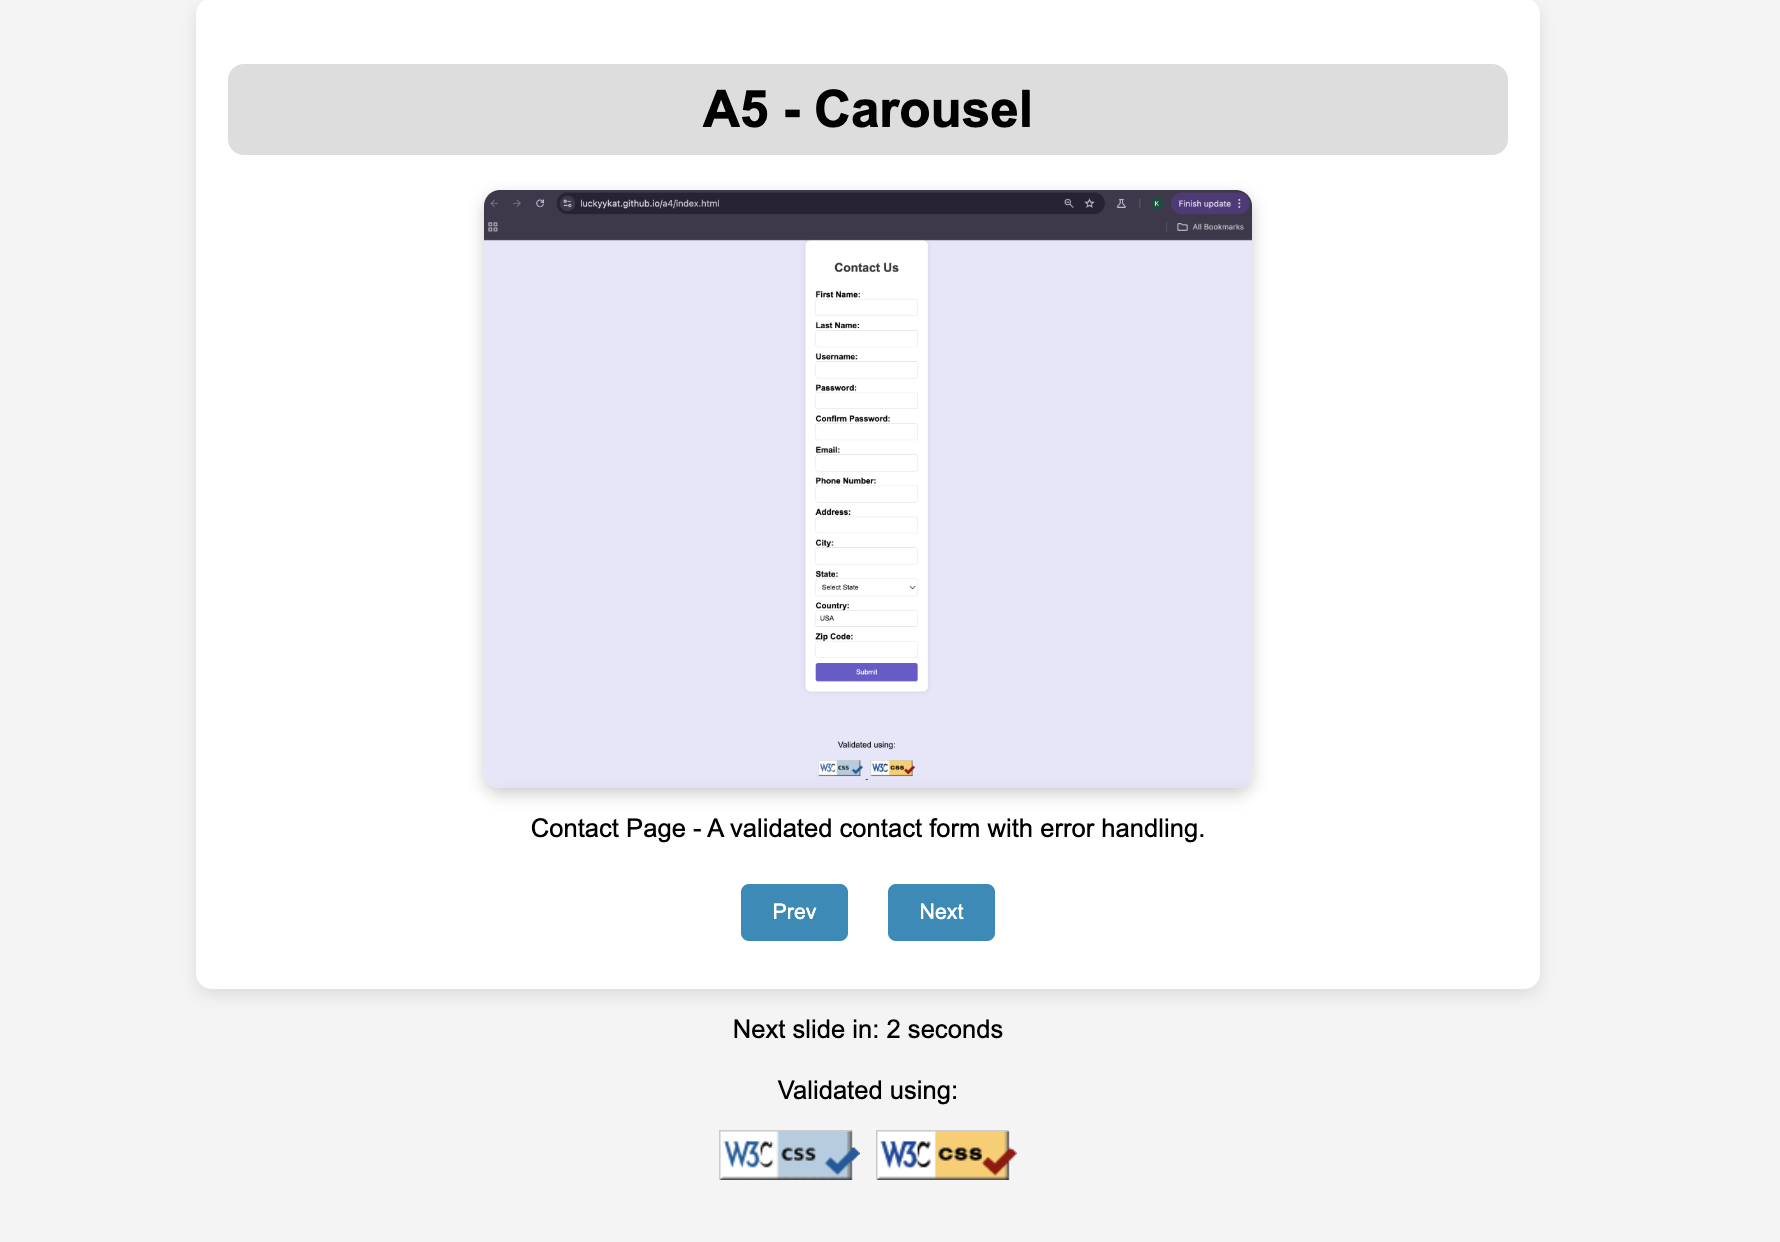 A5 - Carousel
luckyykat.github.io/a4/index.html
K
Finish update
All Bookmarks
Contact Us
First Name:
Last Name:
Username:
Password:
Confirm Password:
Email:
Phone Number:
Address:
City:
State:
Select State
Country:
USA
Zip Code:
Submit
Validated using:
W3C css W3C css
Contact Page - A validated contact form with error handling.
Prev Next
Next slide in: 2 seconds
Validated using:
W3C css W3C css